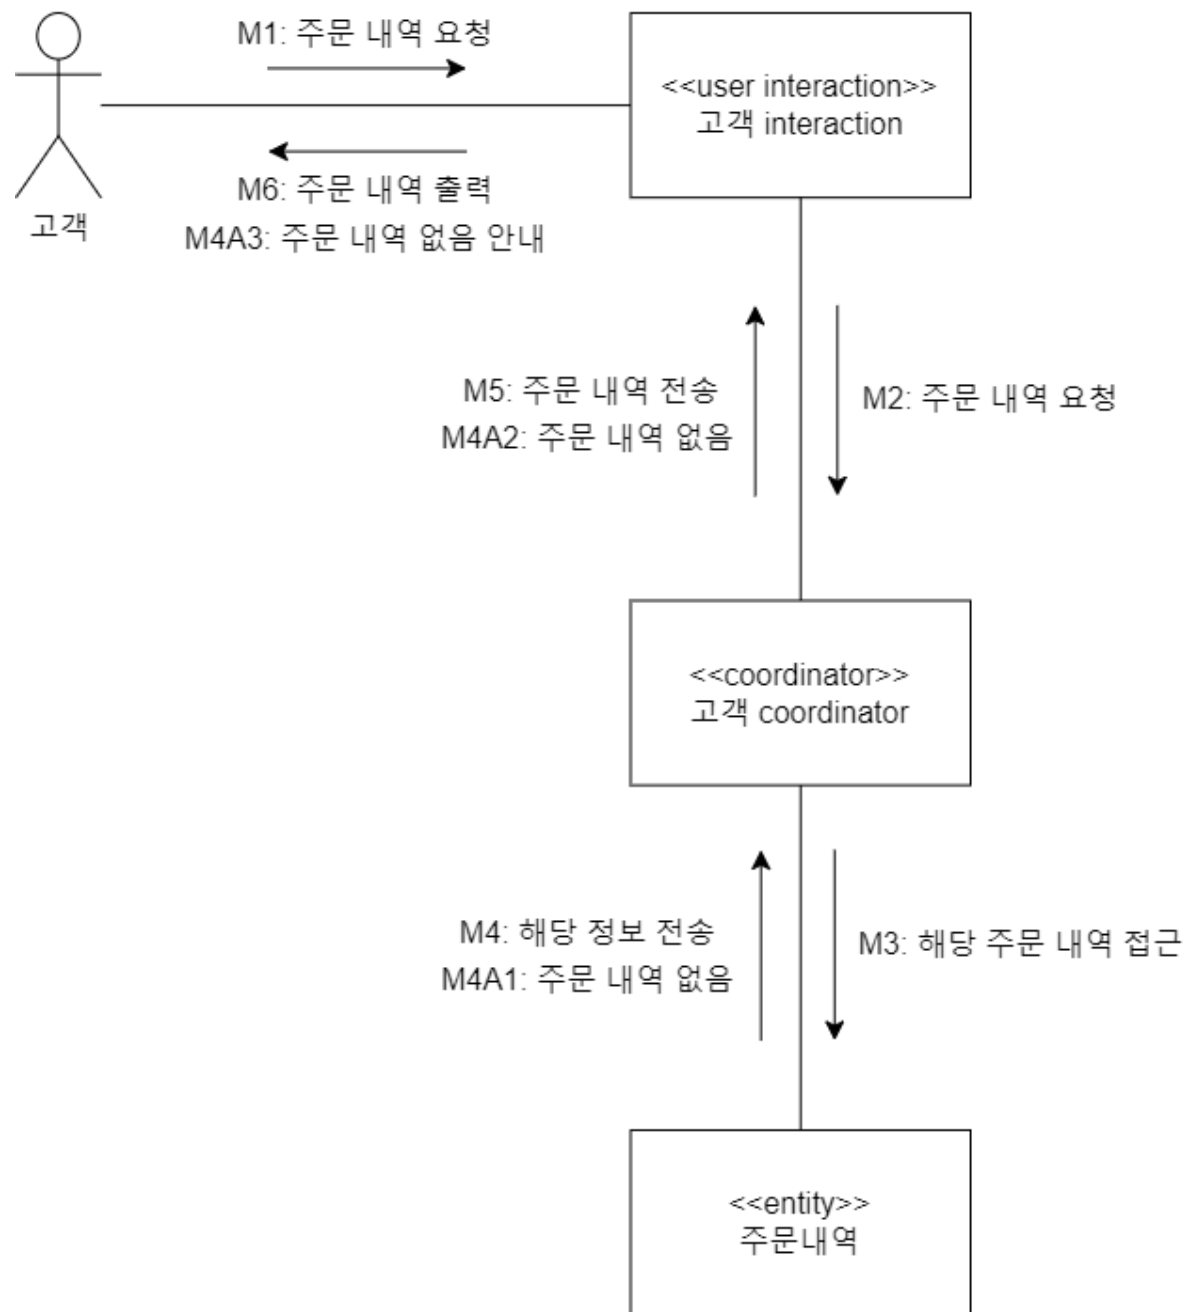 M1: 주문 내역 요청
<<user interaction>>
고객 interaction
M6: 주문 내역 출력
M4A3: 주문 내역 없음 안내
고객
M5: 주문 내역 전송
M4A2: 주문 내역 없음
M2: 주문 내역 요청
<<coordinator>>
고객 coordinator
M4: 해당 정보 전송
M4A1: 주문 내역 없음
M3: 해당 주문 내역 접근
<<entity>>
주문내역